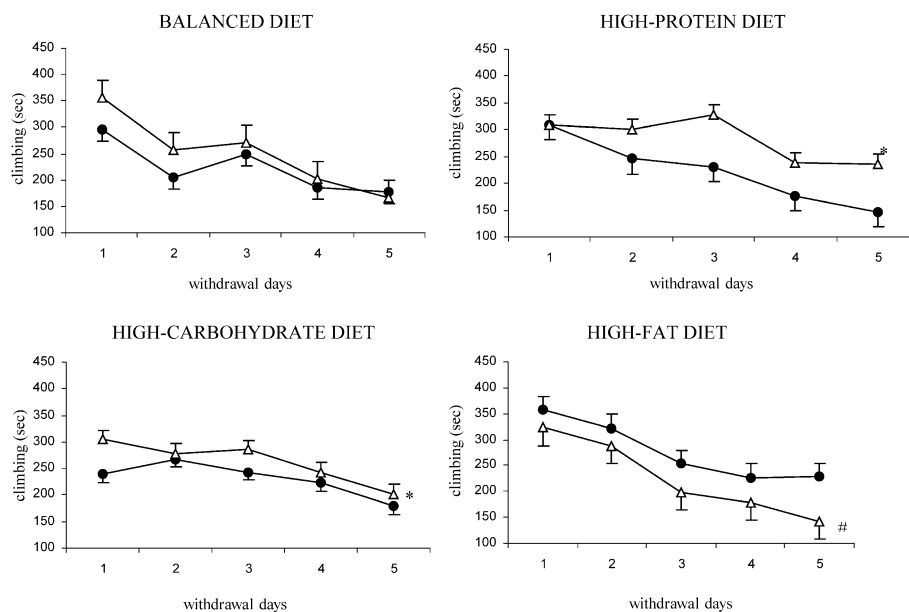 BALANCED DIET
climbing (sec)
450
400
350
300
250
200
150
100
1 2 3 4 5
withdrawal days
HIGH-PROTEIN DIET
climbing (sec)
450
400
350
300
250
200
150
100
*
1 2 3 4 5
withdrawal days
HIGH-CARBOHYDRATE DIET
climbing (sec)
450
400
350
300
250
200
150
100
*
1 2 3 4 5
withdrawal days
HIGH-FAT DIET
climbing (sec)
450
400
350
300
250
200
150
100
#
1 2 3 4 5
withdrawal days